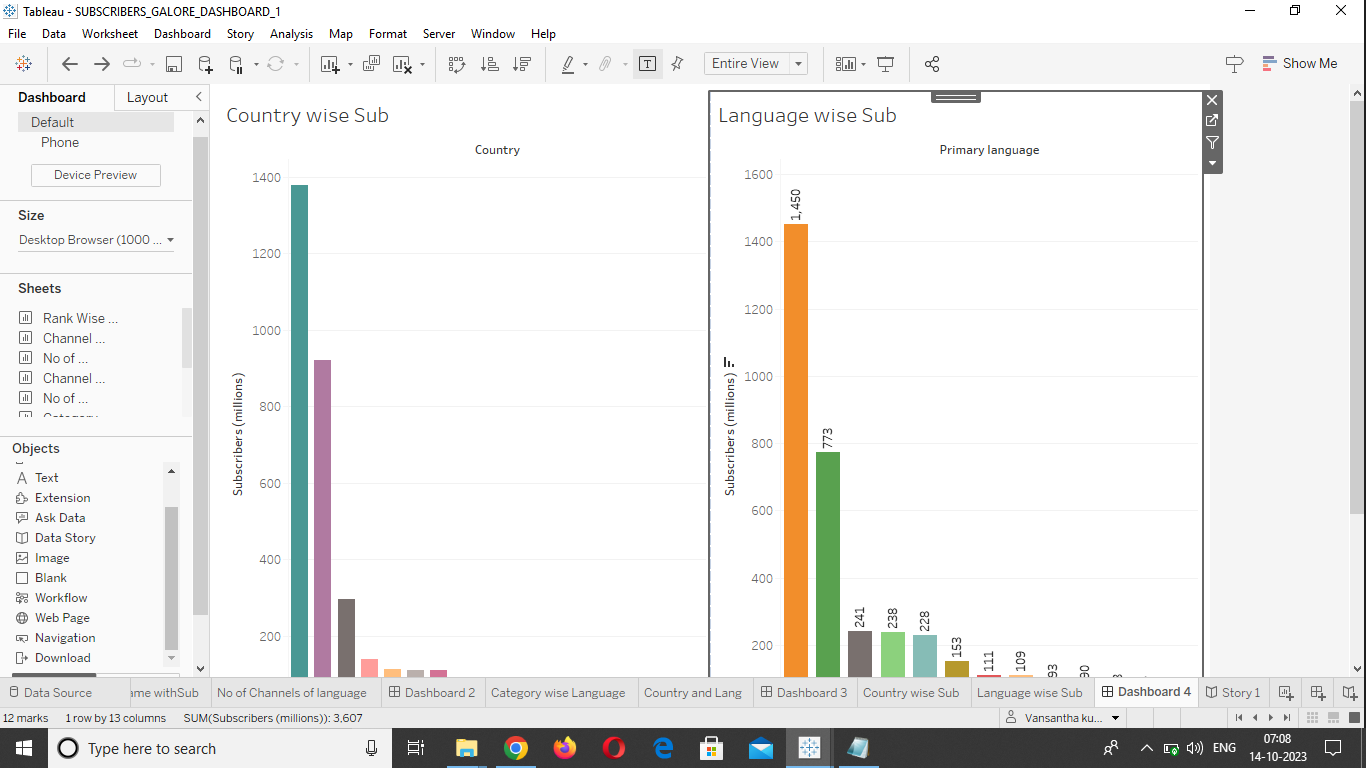 Tableau - SUBSCRIBERS_GALORE_DASHBOARD_1
File Data Worksheet Dashboard Story Analysis Map Format Server Window Help
Entire View
Show Me
Dashboard Layout
Default
Phone
Device Preview
Size
Desktop Browser (1000 ...
Sheets
Rank Wise ...
Channel ...
No of ...
Channel ...
No of ...
Objects
Text
Extension
Ask Data
Data Story
Image
Blank
Workflow
Web Page
Navigation
Download
Country wise Sub
Country
1400
1200
1000
800
600
400
200
Subscribers (millions)
Language wise Sub
Primary language
1600
1400
1200
1000
800
600
400
200
Subscribers (millions)
1,450
773
241
238
228
153
111
109
93
90
Data Source
ame withSub
No of Channels of language
Dashboard 2
Category wise Language
Country and Lang
Dashboard 3
Country wise Sub
Language wise Sub
Dashboard 4
Story 1
12 marks 1 row by 13 columns SUM(Subscribers (millions)): 3,607
Vansantha ku...
Type here to search
ENG
07:08
14-10-2023